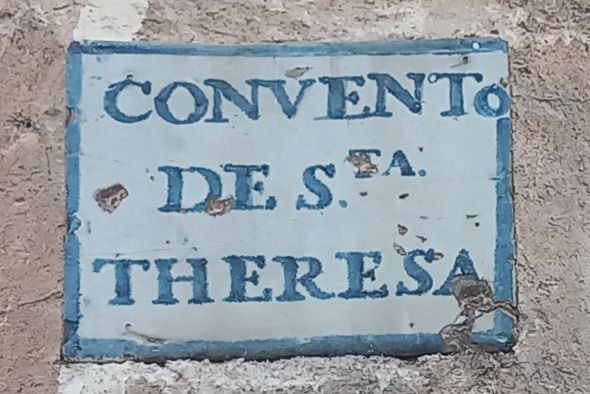 CONVENTO
DE S.TA.
THERESA